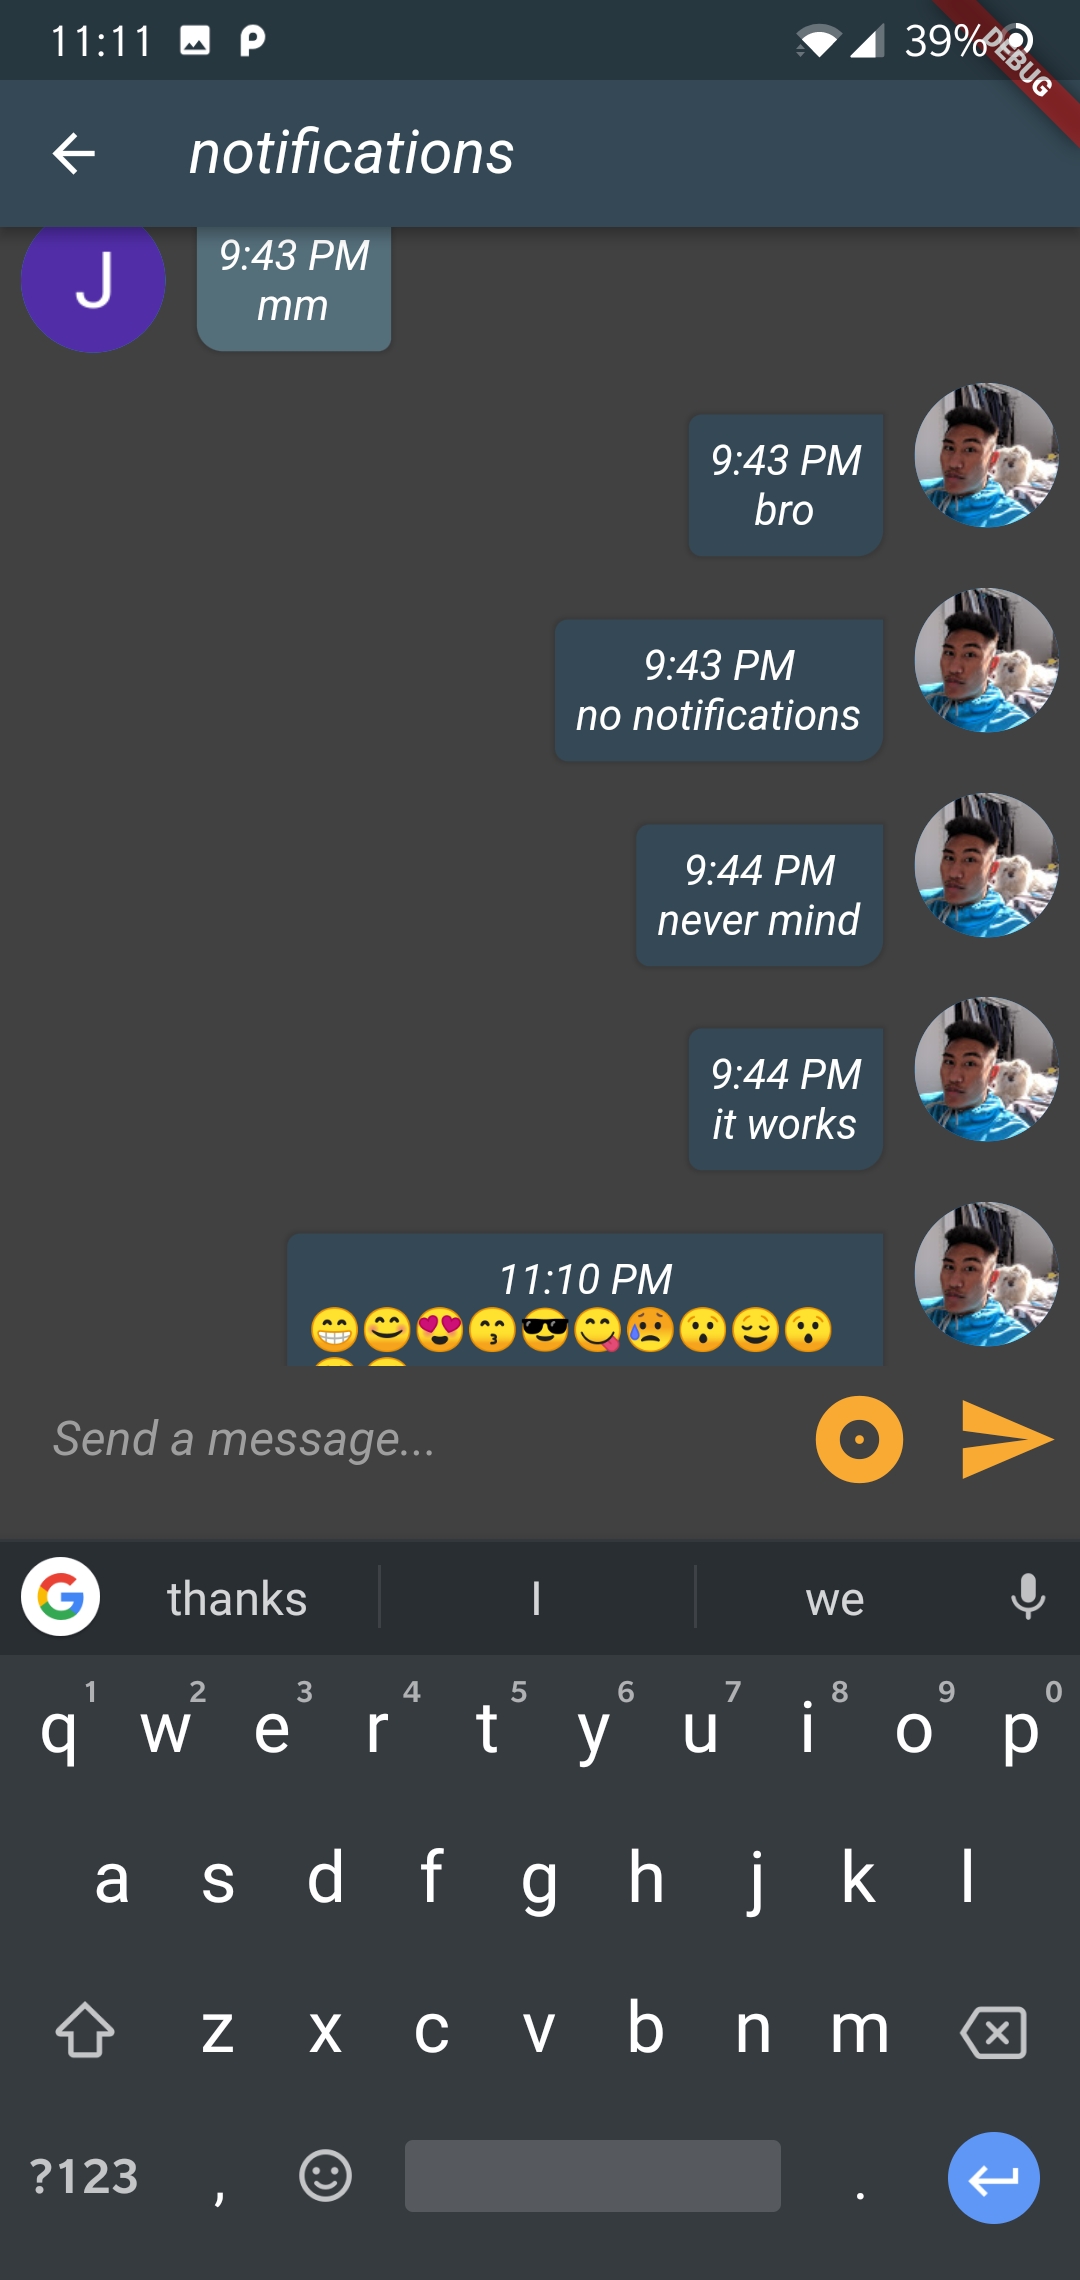 11:11
39%
DEBUG
notifications
J
9:43 PM
mm
9:43 PM
bro
9:43 PM
no notifications
9:44 PM
never mind
9:44 PM
it works
11:10 PM
😁😊😍😙😎😋😥😯😌😯
Send a message...
G thanks I we
1 2 3 4 5 6 7 8 9 0
q w e r t y u i o p
a s d f g h j k l
z x c v b n m
?123 , .